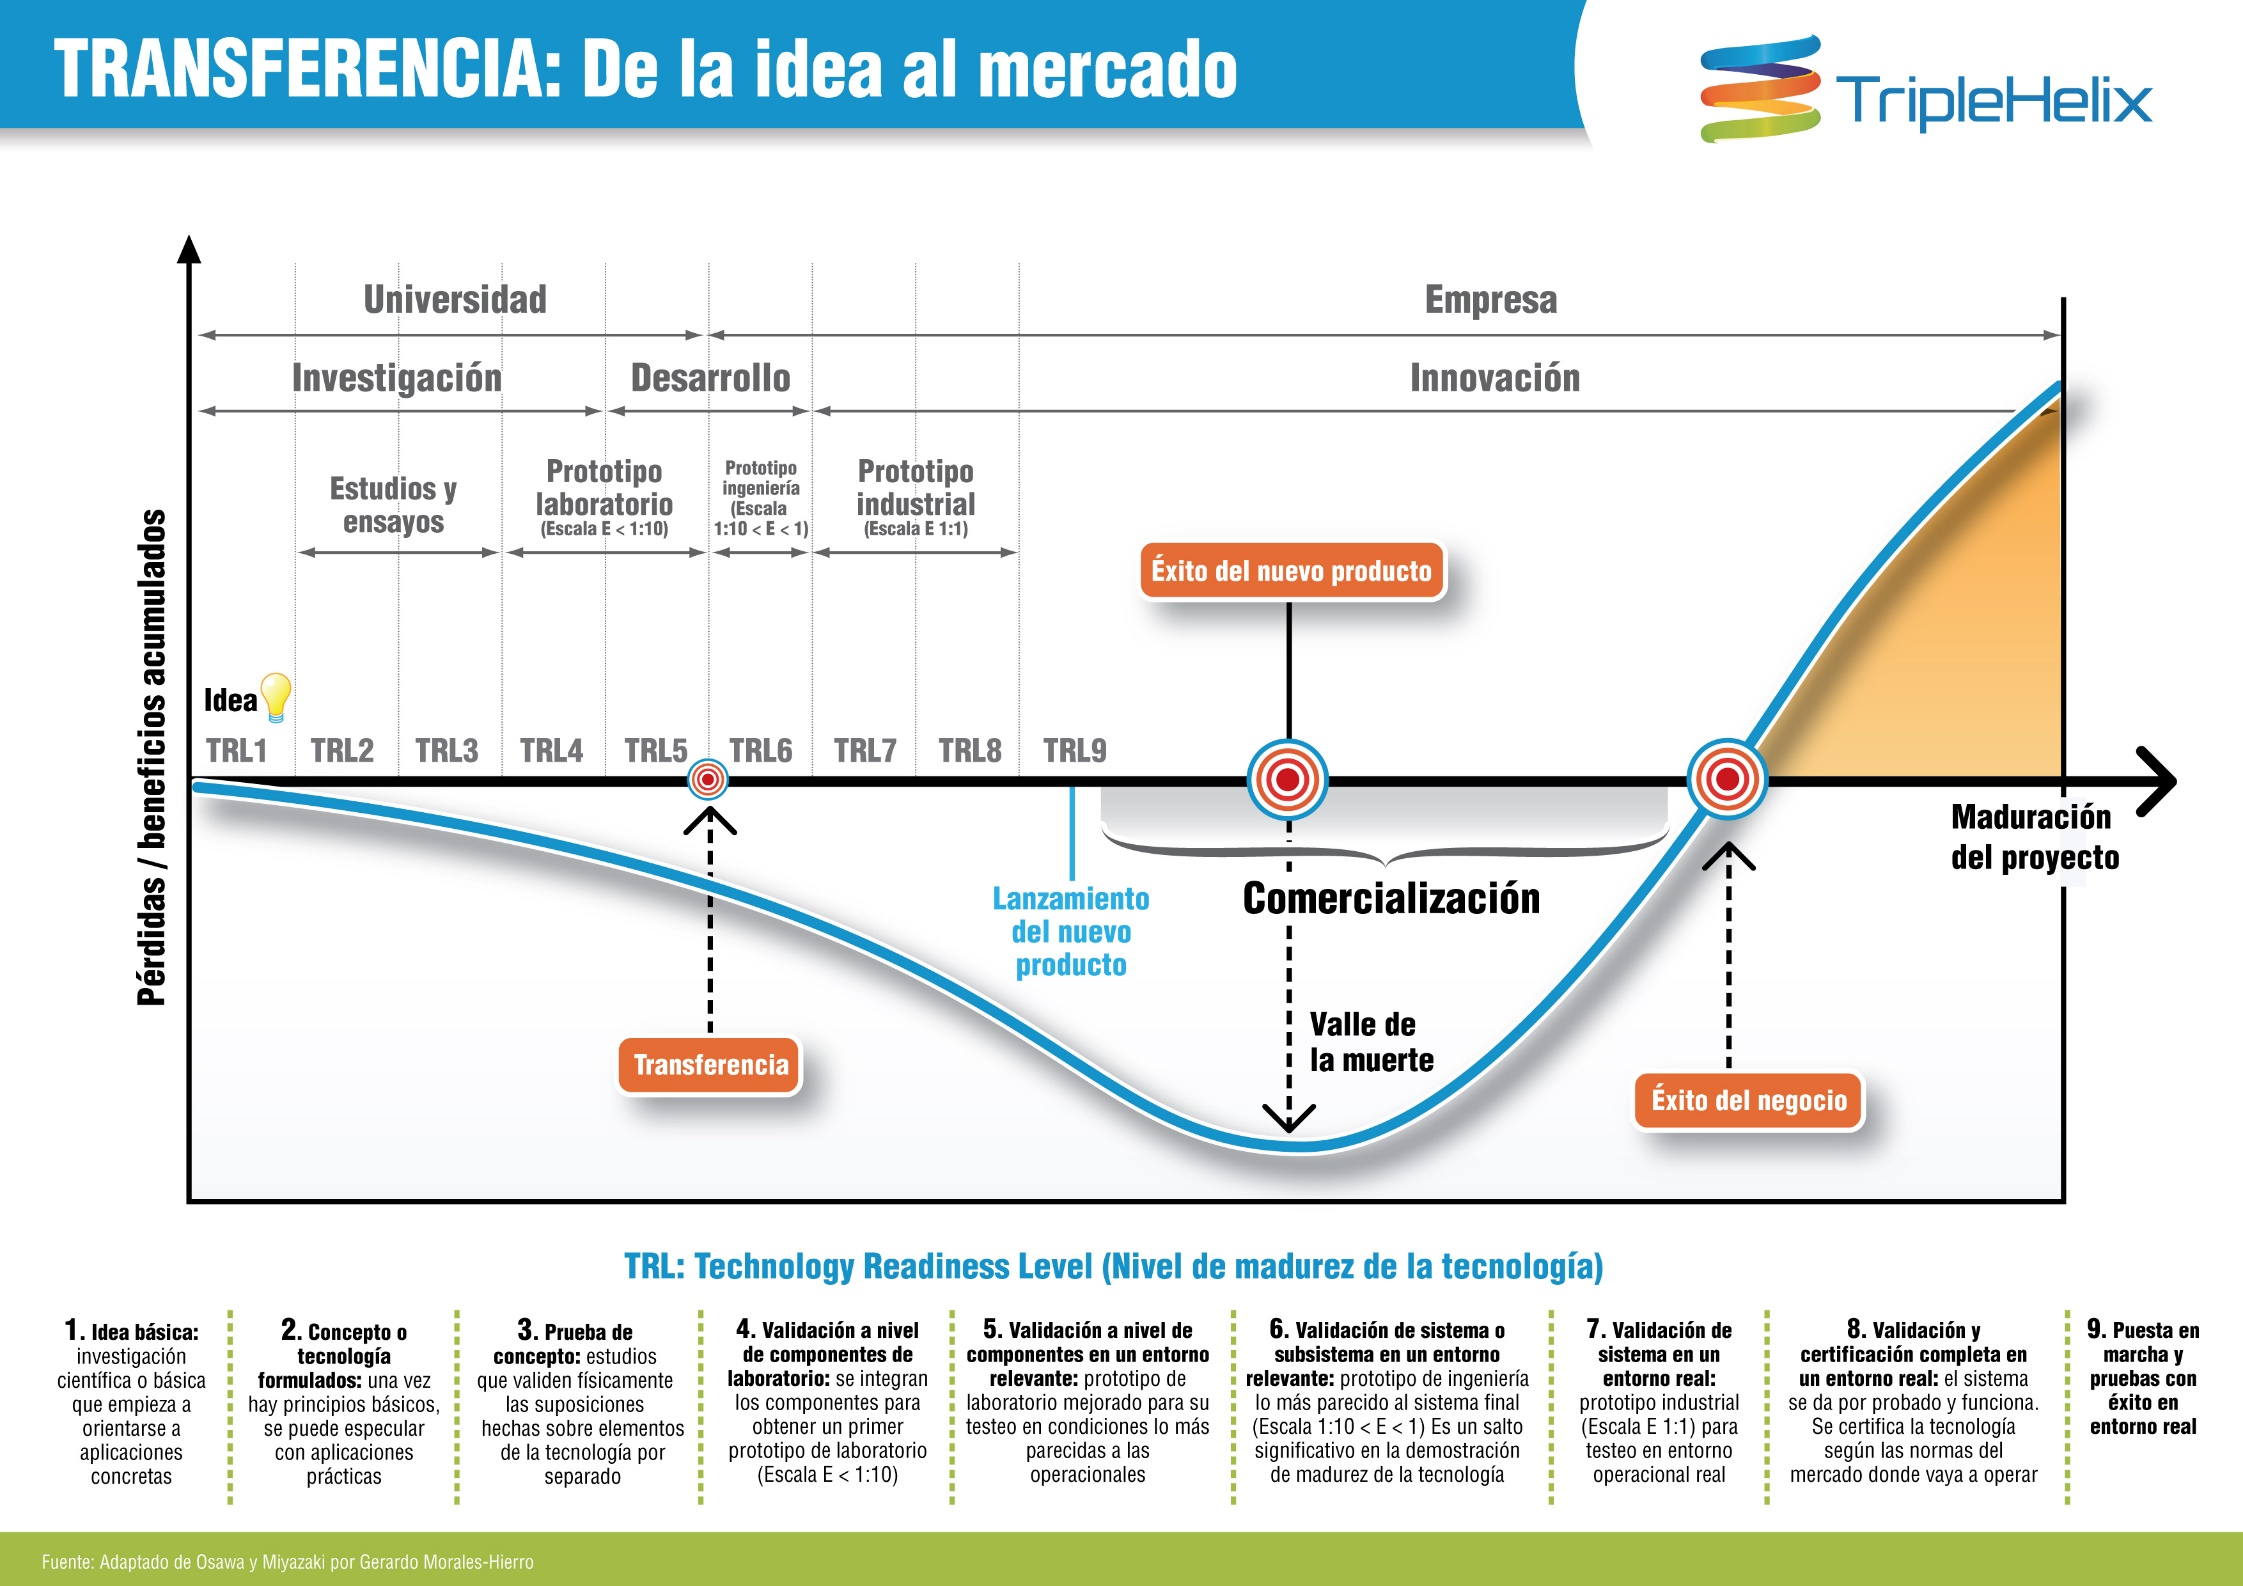 TRANSFERENCIA: De la idea al mercado
TripleHelix
Universidad
Empresa
Investigación
Desarrollo
Innovación
Estudios y
ensayos
Prototipo
laboratorio
(Escala E < 1:10)
Prototipo
ingeniería
(Escala
1:10 < E < 1)
Prototipo
industrial
(Escala E 1:1)
Pérdidas / beneficios acumulados
Éxito del nuevo producto
Idea
TRL1
TRL2
TRL3
TRL4
TRL5
TRL6
TRL7
TRL8
TRL9
Maduración
del proyecto
Lanzamiento
del nuevo
producto
Comercialización
Valle de
la muerte
Transferencia
Éxito del negocio
TRL: Technology Readiness Level (Nivel de madurez de la tecnología)
1. Idea básica:
investigación
científica o básica
que empieza a
orientarse a
aplicaciones
concretas
2. Concepto o
tecnología
formulados: una vez
hay principios básicos,
se puede especular
con aplicaciones
prácticas
3. Prueba de
concepto: estudios
que validen físicamente
las suposiciones
hechas sobre elementos
de la tecnología por
separado
4. Validación a nivel
de componentes de
laboratorio: se integran
los componentes para
obtener un primer
prototipo de laboratorio
(Escala E < 1:10)
5. Validación a nivel de
componentes en un entorno
relevante: prototipo de
laboratorio mejorado para su
testeo en condiciones lo más
parecidas a las
operacionales
6. Validación de sistema o
subsistema en un entorno
relevante: prototipo de ingeniería
lo más parecido al sistema final
(Escala 1:10 < E < 1) Es un salto
significativo en la demostración
de madurez de la tecnología
7. Validación de
sistema en un
entorno real:
prototipo industrial
(Escala E 1:1) para
testeo en entorno
operacional real
8. Validación y
certificación completa en
un entorno real: el sistema
se da por probado y funciona.
Se certifica la tecnología
según las normas del
mercado donde vaya a operar
9. Puesta en
marcha y
pruebas con
éxito en
entorno real
Fuente: Adaptado de Osawa y Miyazaki por Gerardo Morales-Hierro